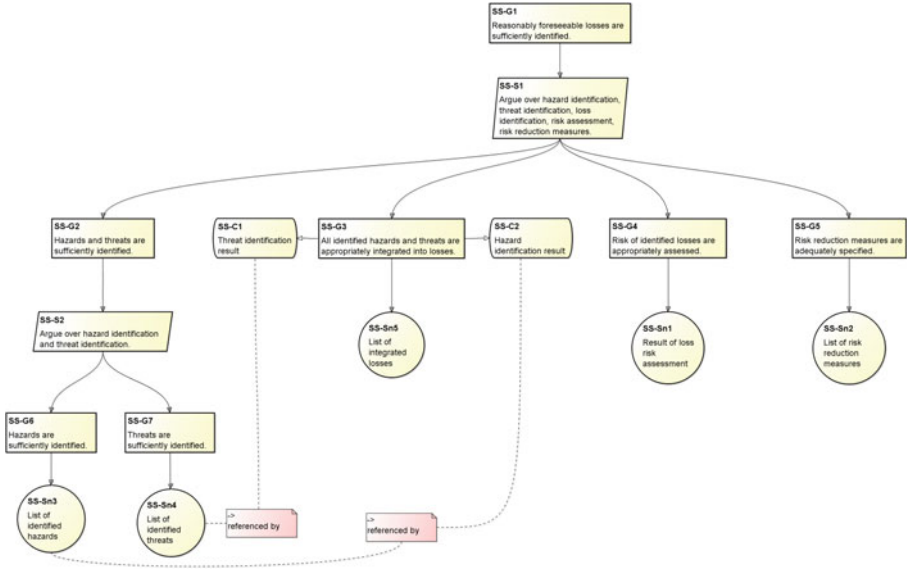 SS-G1
Reasonably foreseeable losses are
sufficiently identified.
SS-S1
Argue over hazard identification,
threat identification, loss
identification, risk assessment,
risk reduction measures.
SS-G2
Hazards and threats are
sufficiently identified.
SS-C1
Threat identification
result
SS-G3
All identified hazards and threats are
appropriately integrated into losses.
SS-C2
Hazard
identification result
SS-G4
Risk of identified losses are
appropriately assessed.
SS-G5
Risk reduction measures are
adequately specified.
SS-S2
Argue over hazard identification
and threat identification.
SS-Sn5
List of
integrated
losses
SS-Sn1
Result of loss
risk
assessment
SS-Sn2
List of risk
reduction
measures
SS-G6
Hazards are
sufficiently identified.
SS-G7
Threats are
sufficiently identified.
SS-Sn3
List of
identified
hazards
SS-Sn4
List of
identified
threats
->
referenced by
->
referenced by